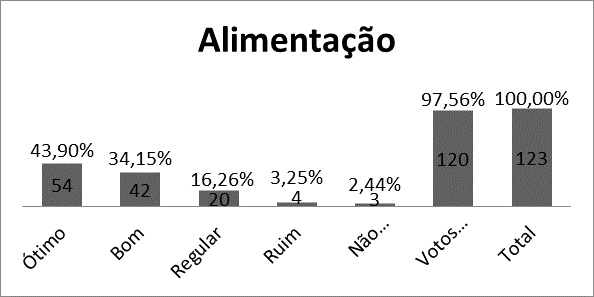 Alimentação
43,90% 34,15% 16,26% 3,25% 2,44% 97,56% 100,00%
54 42 20 4 3 120 123
Ótimo Bom Regular Ruim Não... Votos... Total